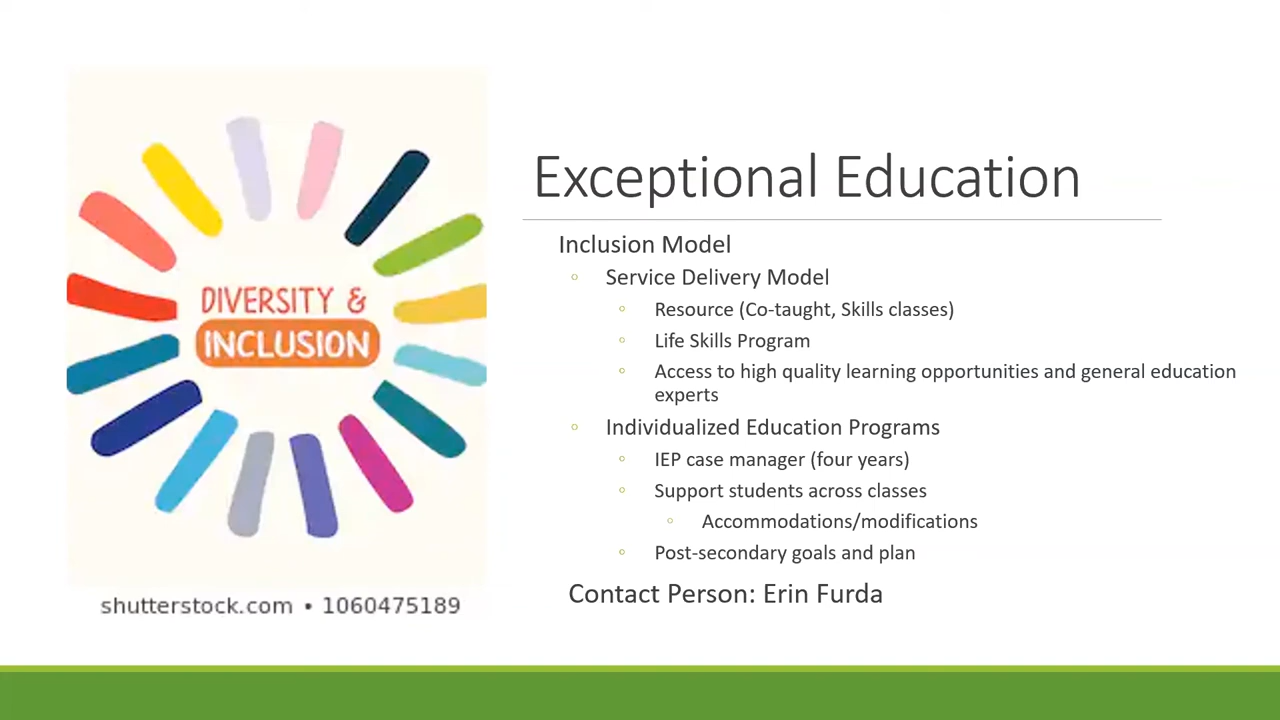 DIVERSITY &
INCLUSION
shutterstock.com • 1060475189
Exceptional Education
Inclusion Model
◦ Service Delivery Model
◦ Resource (Co-taught, Skills classes)
◦ Life Skills Program
◦ Access to high quality learning opportunities and general education
experts
◦ Individualized Education Programs
◦ IEP case manager (four years)
◦ Support students across classes
◦ Accommodations/modifications
◦ Post-secondary goals and plan
Contact Person: Erin Furda